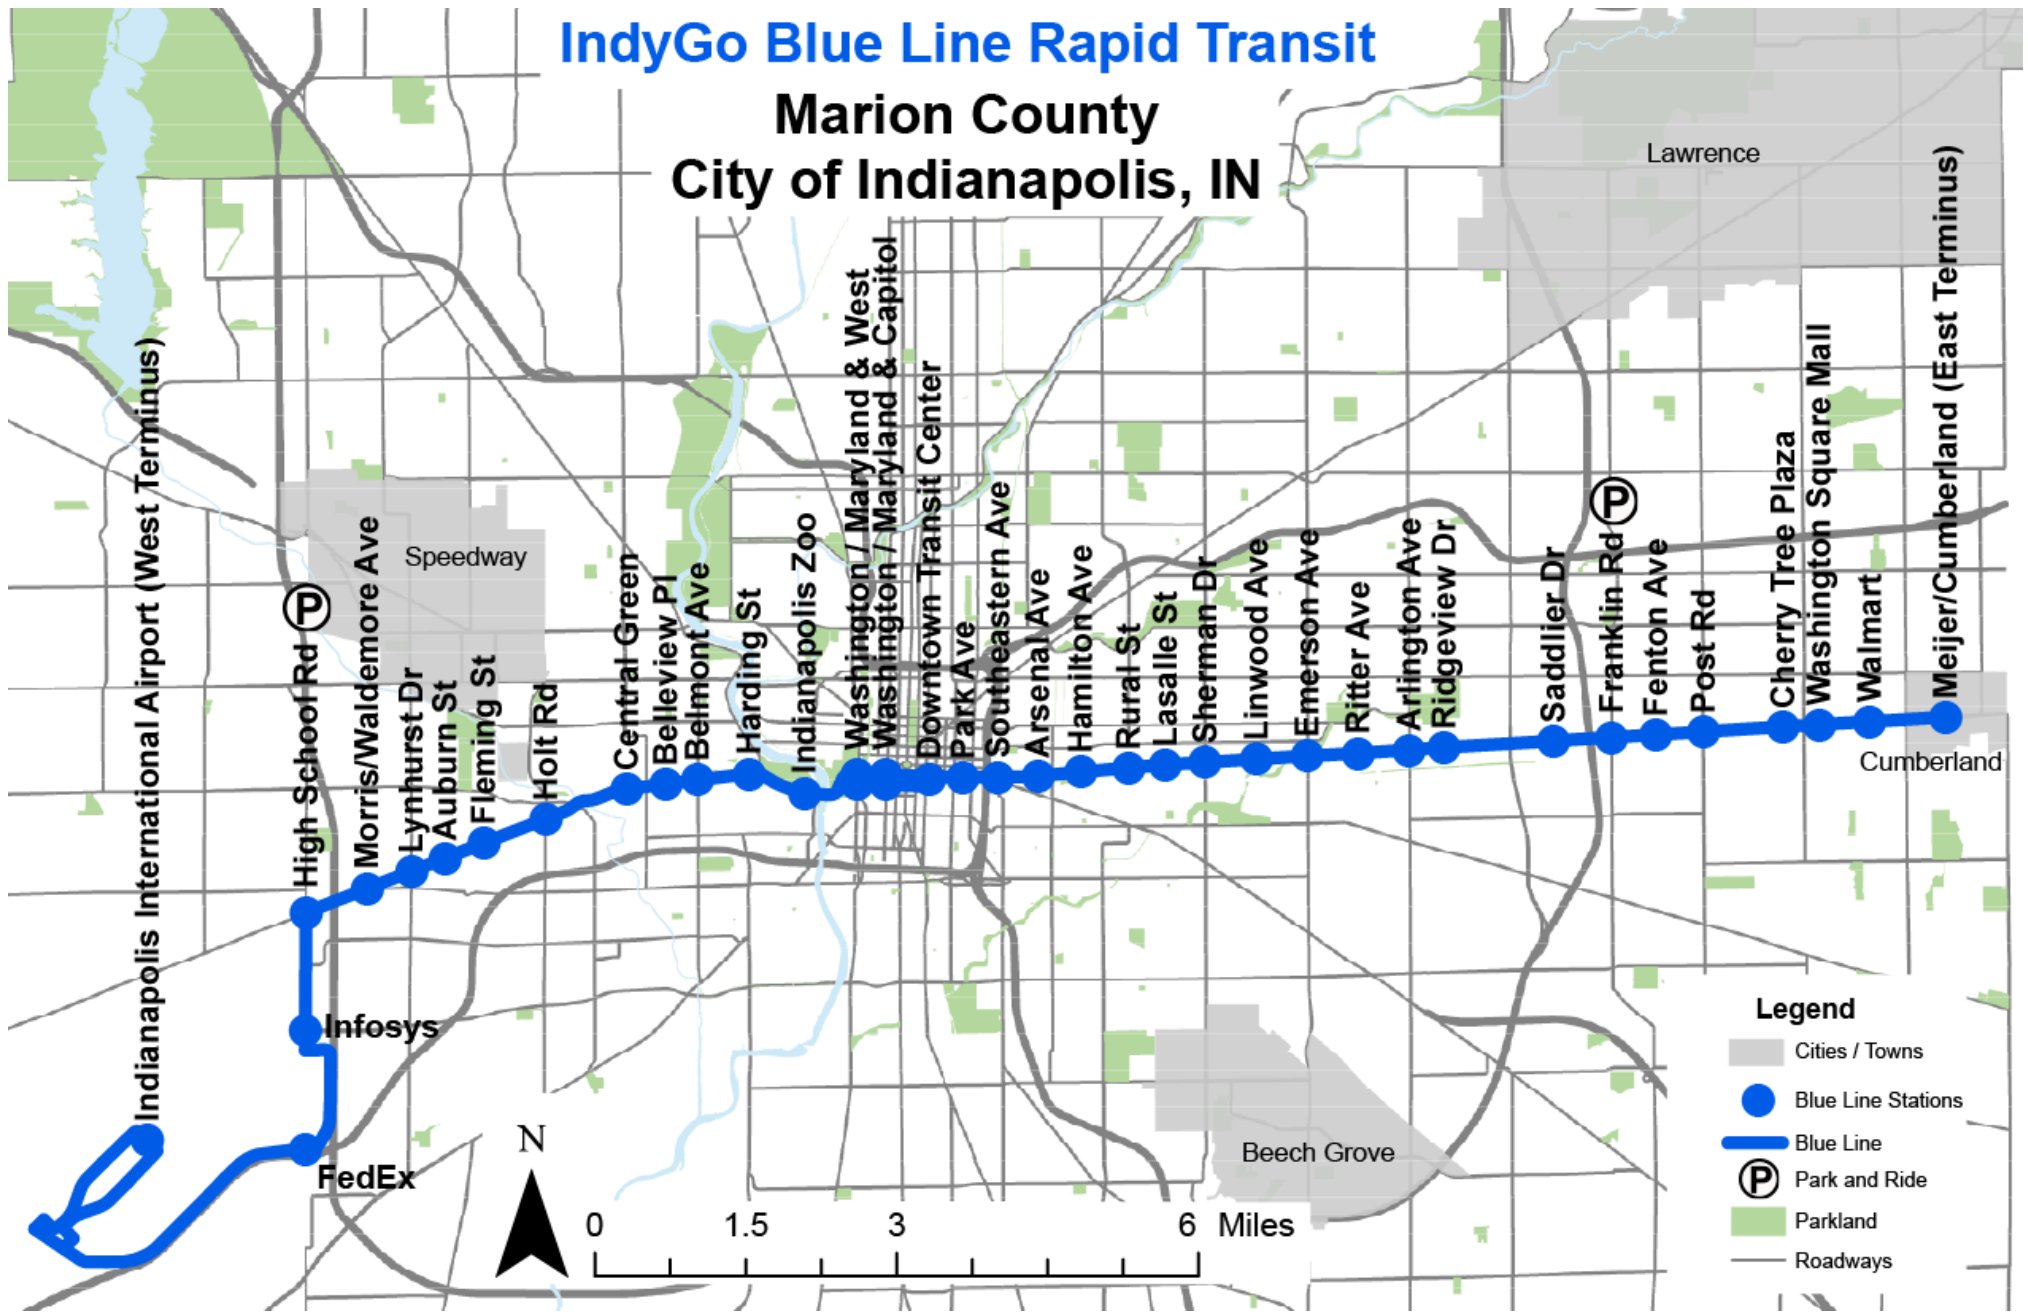 IndyGo Blue Line Rapid Transit
Marion County
City of Indianapolis, IN
Lawrence
Speedway
Cumberland
Beech Grove
Indianapolis International Airport (West Terminus)
FedEx
Infosys
P
High School Rd
Morris/Waldemore Ave
Lynhurst Dr
Auburn St
Fleming St
Holt Rd
Central Green
Belleview Pl
Belmont Ave
Harding St
Indianapolis Zoo
Washington / Maryland & West
Washington / Maryland & Capitol
Downtown Transit Center
Park Ave
Southeastern Ave
Arsenal Ave
Hamilton Ave
Rural St
Lasalle St
Sherman Dr
Linwood Ave
Emerson Ave
Ritter Ave
Arlington Ave
Ridgeview Dr
Saddlier Dr
P
Franklin Rd
Fenton Ave
Post Rd
Cherry Tree Plaza
Washington Square Mall
Walmart
Meijer/Cumberland (East Terminus)
N
0 1.5 3 6 Miles
Legend
Cities / Towns
Blue Line Stations
Blue Line
P Park and Ride
Parkland
Roadways